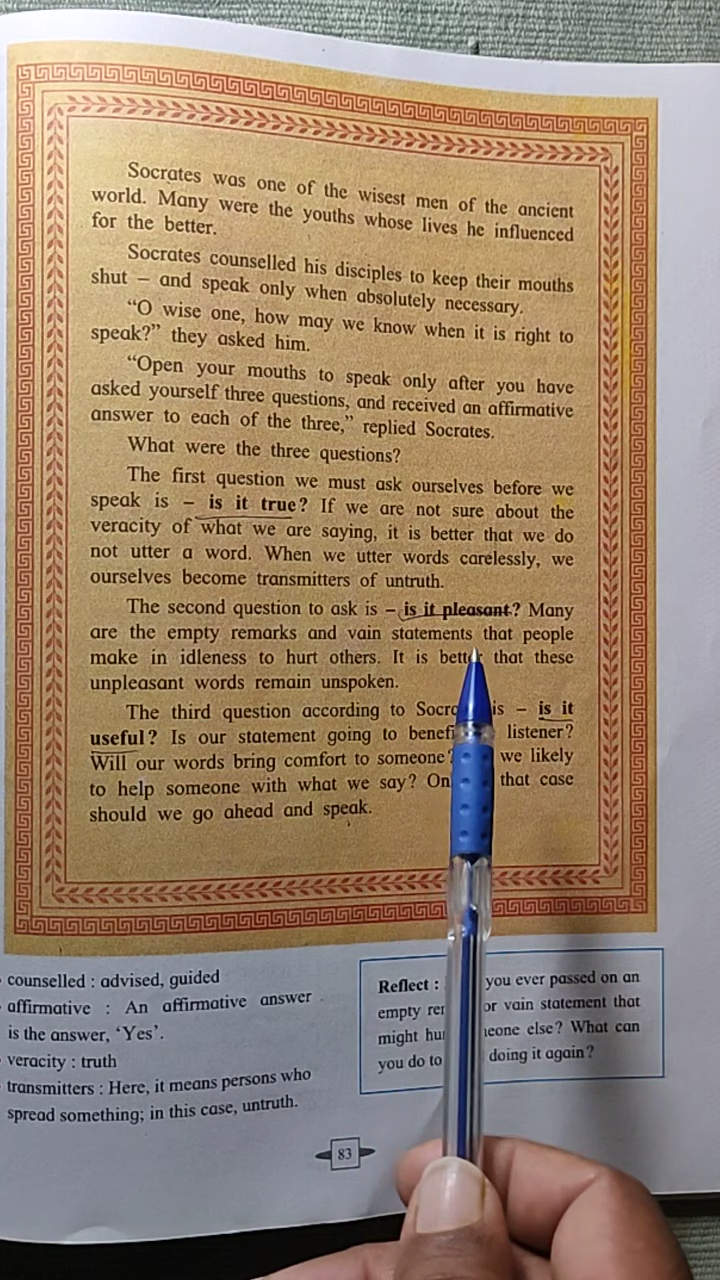 Socrates was one of the wisest men of the ancient
world. Many were the youths whose lives he influenced
for the better.
Socrates counselled his disciples to keep their mouths
shut – and speak only when absolutely necessary.
“O wise one, how may we know when it is right to
speak?” they asked him.
“Open your mouths to speak only after you have
asked yourself three questions, and received an affirmative
answer to each of the three,” replied Socrates.
What were the three questions?
The first question we must ask ourselves before we
speak is – is it true? If we are not sure about the
veracity of what we are saying, it is better that we do
not utter a word. When we utter words carelessly, we
ourselves become transmitters of untruth.
The second question to ask is – is it pleasant? Many
are the empty remarks and vain statements that people
make in idleness to hurt others. It is better that these
unpleasant words remain unspoken.
The third question according to is – is it
useful? Is our statement going to listener?
Will our words bring comfort to someone? we likely
to help someone with what we say? that case
should we go ahead and speak.
counselled : advised, guided
affirmative : An affirmative answer
is the answer, ‘Yes’.
veracity : truth
transmitters : Here, it means persons who
spread something; in this case, untruth.
Reflect : you ever passed on an
empty or vain statement that
might else? What can
you do to doing it again?
83